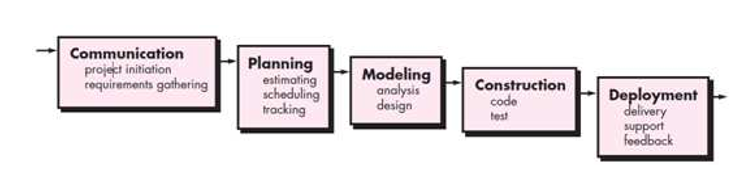 Communication
project initiation
requirements gathering
Planning
estimating
scheduling
tracking
Modeling
analysis
design
Construction
code
test
Deployment
delivery
support
feedback